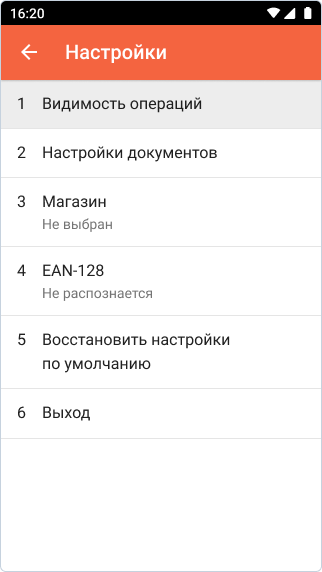 16:20
Настройки
1 Видимость операций
2 Настройки документов
3 Магазин
Не выбран
4 EAN-128
Не распознается
5 Восстановить настройки
по умолчанию
6 Выход